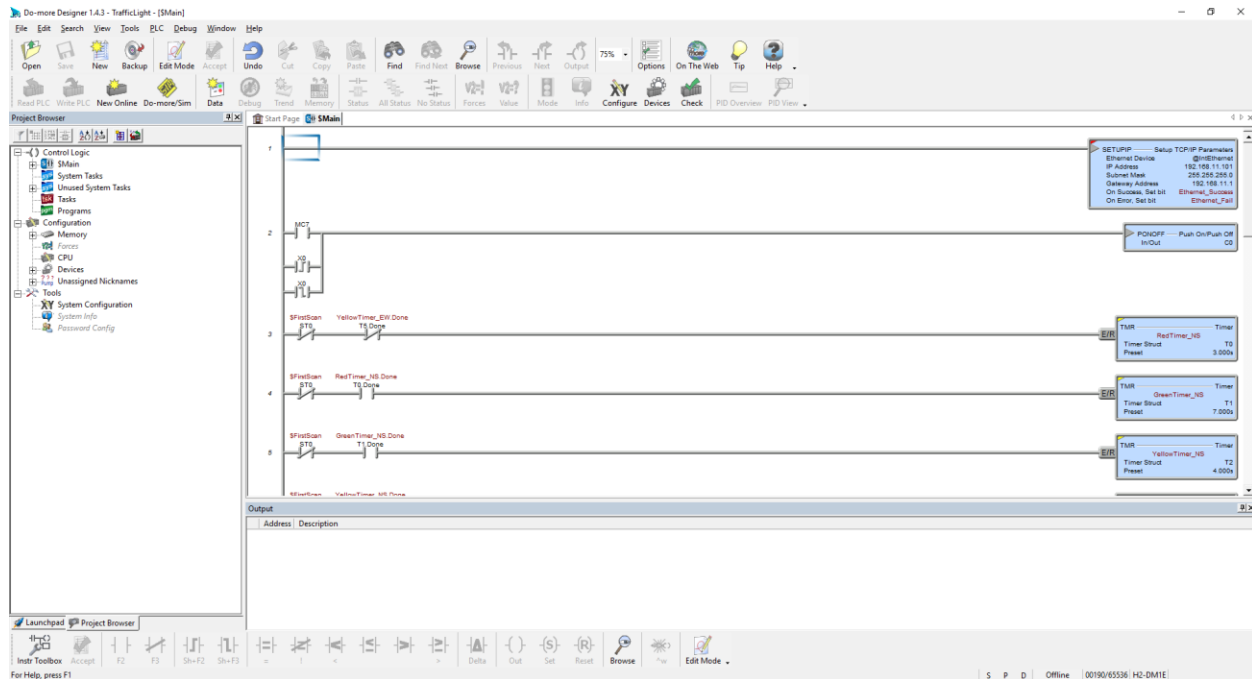 Do-more Designer 1.4.3 - TrafficLight - [$Main]
File Edit Search View Tools PLC Debug Window Help
Open Save New Backup Edit Mode Accept Undo Cut Copy Paste Find Find Next Browse Previous Next Output 75% Options On The Web Tip Help
Read PLC Write PLC New Online Do-more/Sim Data Debug Trend Memory Status All Status No Status Forces Value Mode Info Configure Devices Check PID Overview PID View
Project Browser
Start Page $Main
Control Logic
$Main
System Tasks
Unused System Tasks
Tasks
Programs
Configuration
Memory
Forces
CPU
Devices
Unassigned Nicknames
Tools
System Configuration
System Info
Password Config
1
SETUPIP Setup TCP/IP Parameters
Ethernet Device @IntEthernet
IP Address 192.168.11.101
Subnet Mask 255.255.255.0
Gateway Address 192.168.11.1
On Success, Set bit Ethernet_Success
On Error, Set bit Ethernet_Fail
MC7
2
PONOFF Push On/Push Off
In/Out C0
X0
X0
$FirstScan YellowTimer_EW.Done
ST0 T5.Done
3
E/R
TMR Timer
RedTimer_NS
Timer Struct T0
Preset 3.000s
$FirstScan RedTimer_NS.Done
ST0 T0.Done
4
E/R
TMR Timer
GreenTimer_NS
Timer Struct T1
Preset 7.000s
$FirstScan GreenTimer_NS.Done
ST0 T1.Done
5
E/R
TMR Timer
YellowTimer_NS
Timer Struct T2
Preset 4.000s
$FirstScan YellowTimer_NS.Done
Output
Address Description
Launchpad Project Browser
Instr Toolbox Accept F2 F3 Sh+F2 Sh+F3 = ! < > Delta Out Set Reset Browse ^w Edit Mode
For Help, press F1
S P D Offline 00190/65536 H2-DM1E